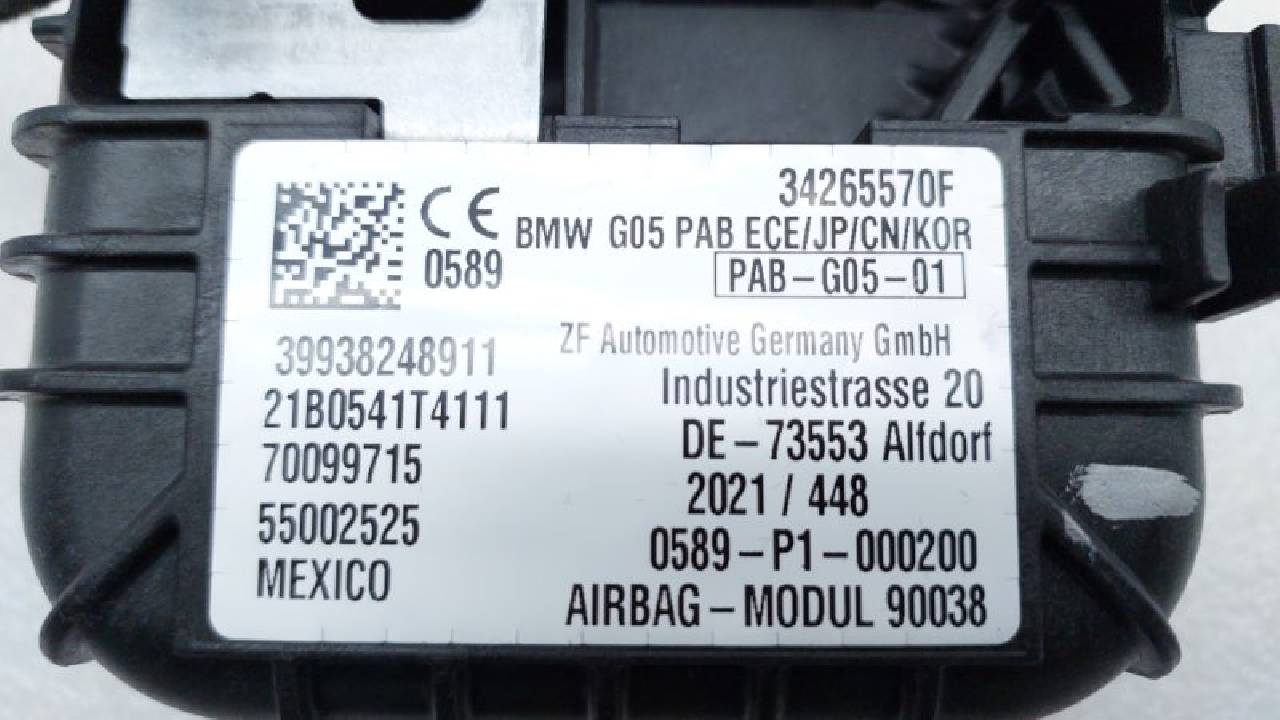 34265570F
CE BMW G05 PAB ECE/JP/CN/KOR
0589 PAB-G05-01
39938248911
21B0541T4111
70099715
55002525
MEXICO
ZF Automotive Germany GmbH
Industriestrasse 20
DE-73553 Alfdorf
2021 / 448
0589-P1-000200
AIRBAG-MODUL 90038